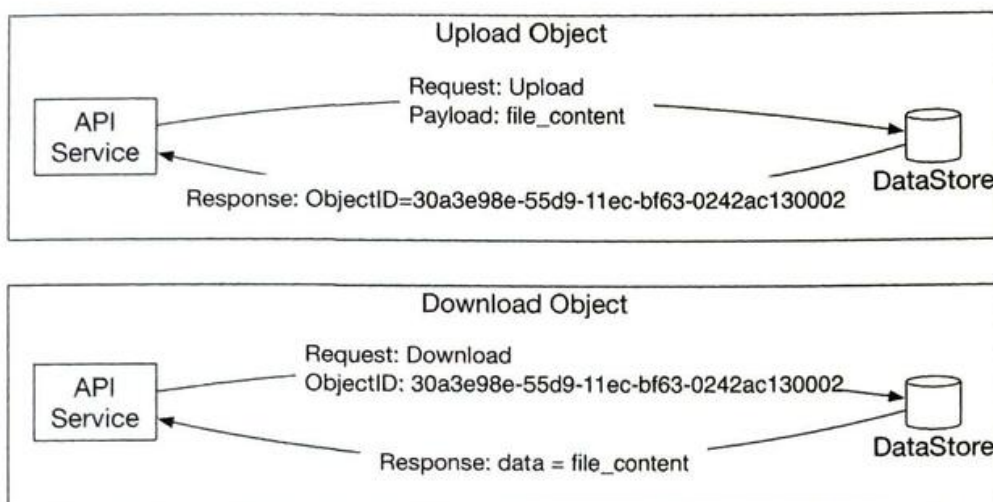 Upload Object
Request: Upload
Payload: file_content
API
Service
DataStore
Response: ObjectID=30a3e98e-55d9-11ec-bf63-0242ac130002
Download Object
Request: Download
ObjectID: 30a3e98e-55d9-11ec-bf63-0242ac130002
API
Service
DataStore
Response: data = file_content